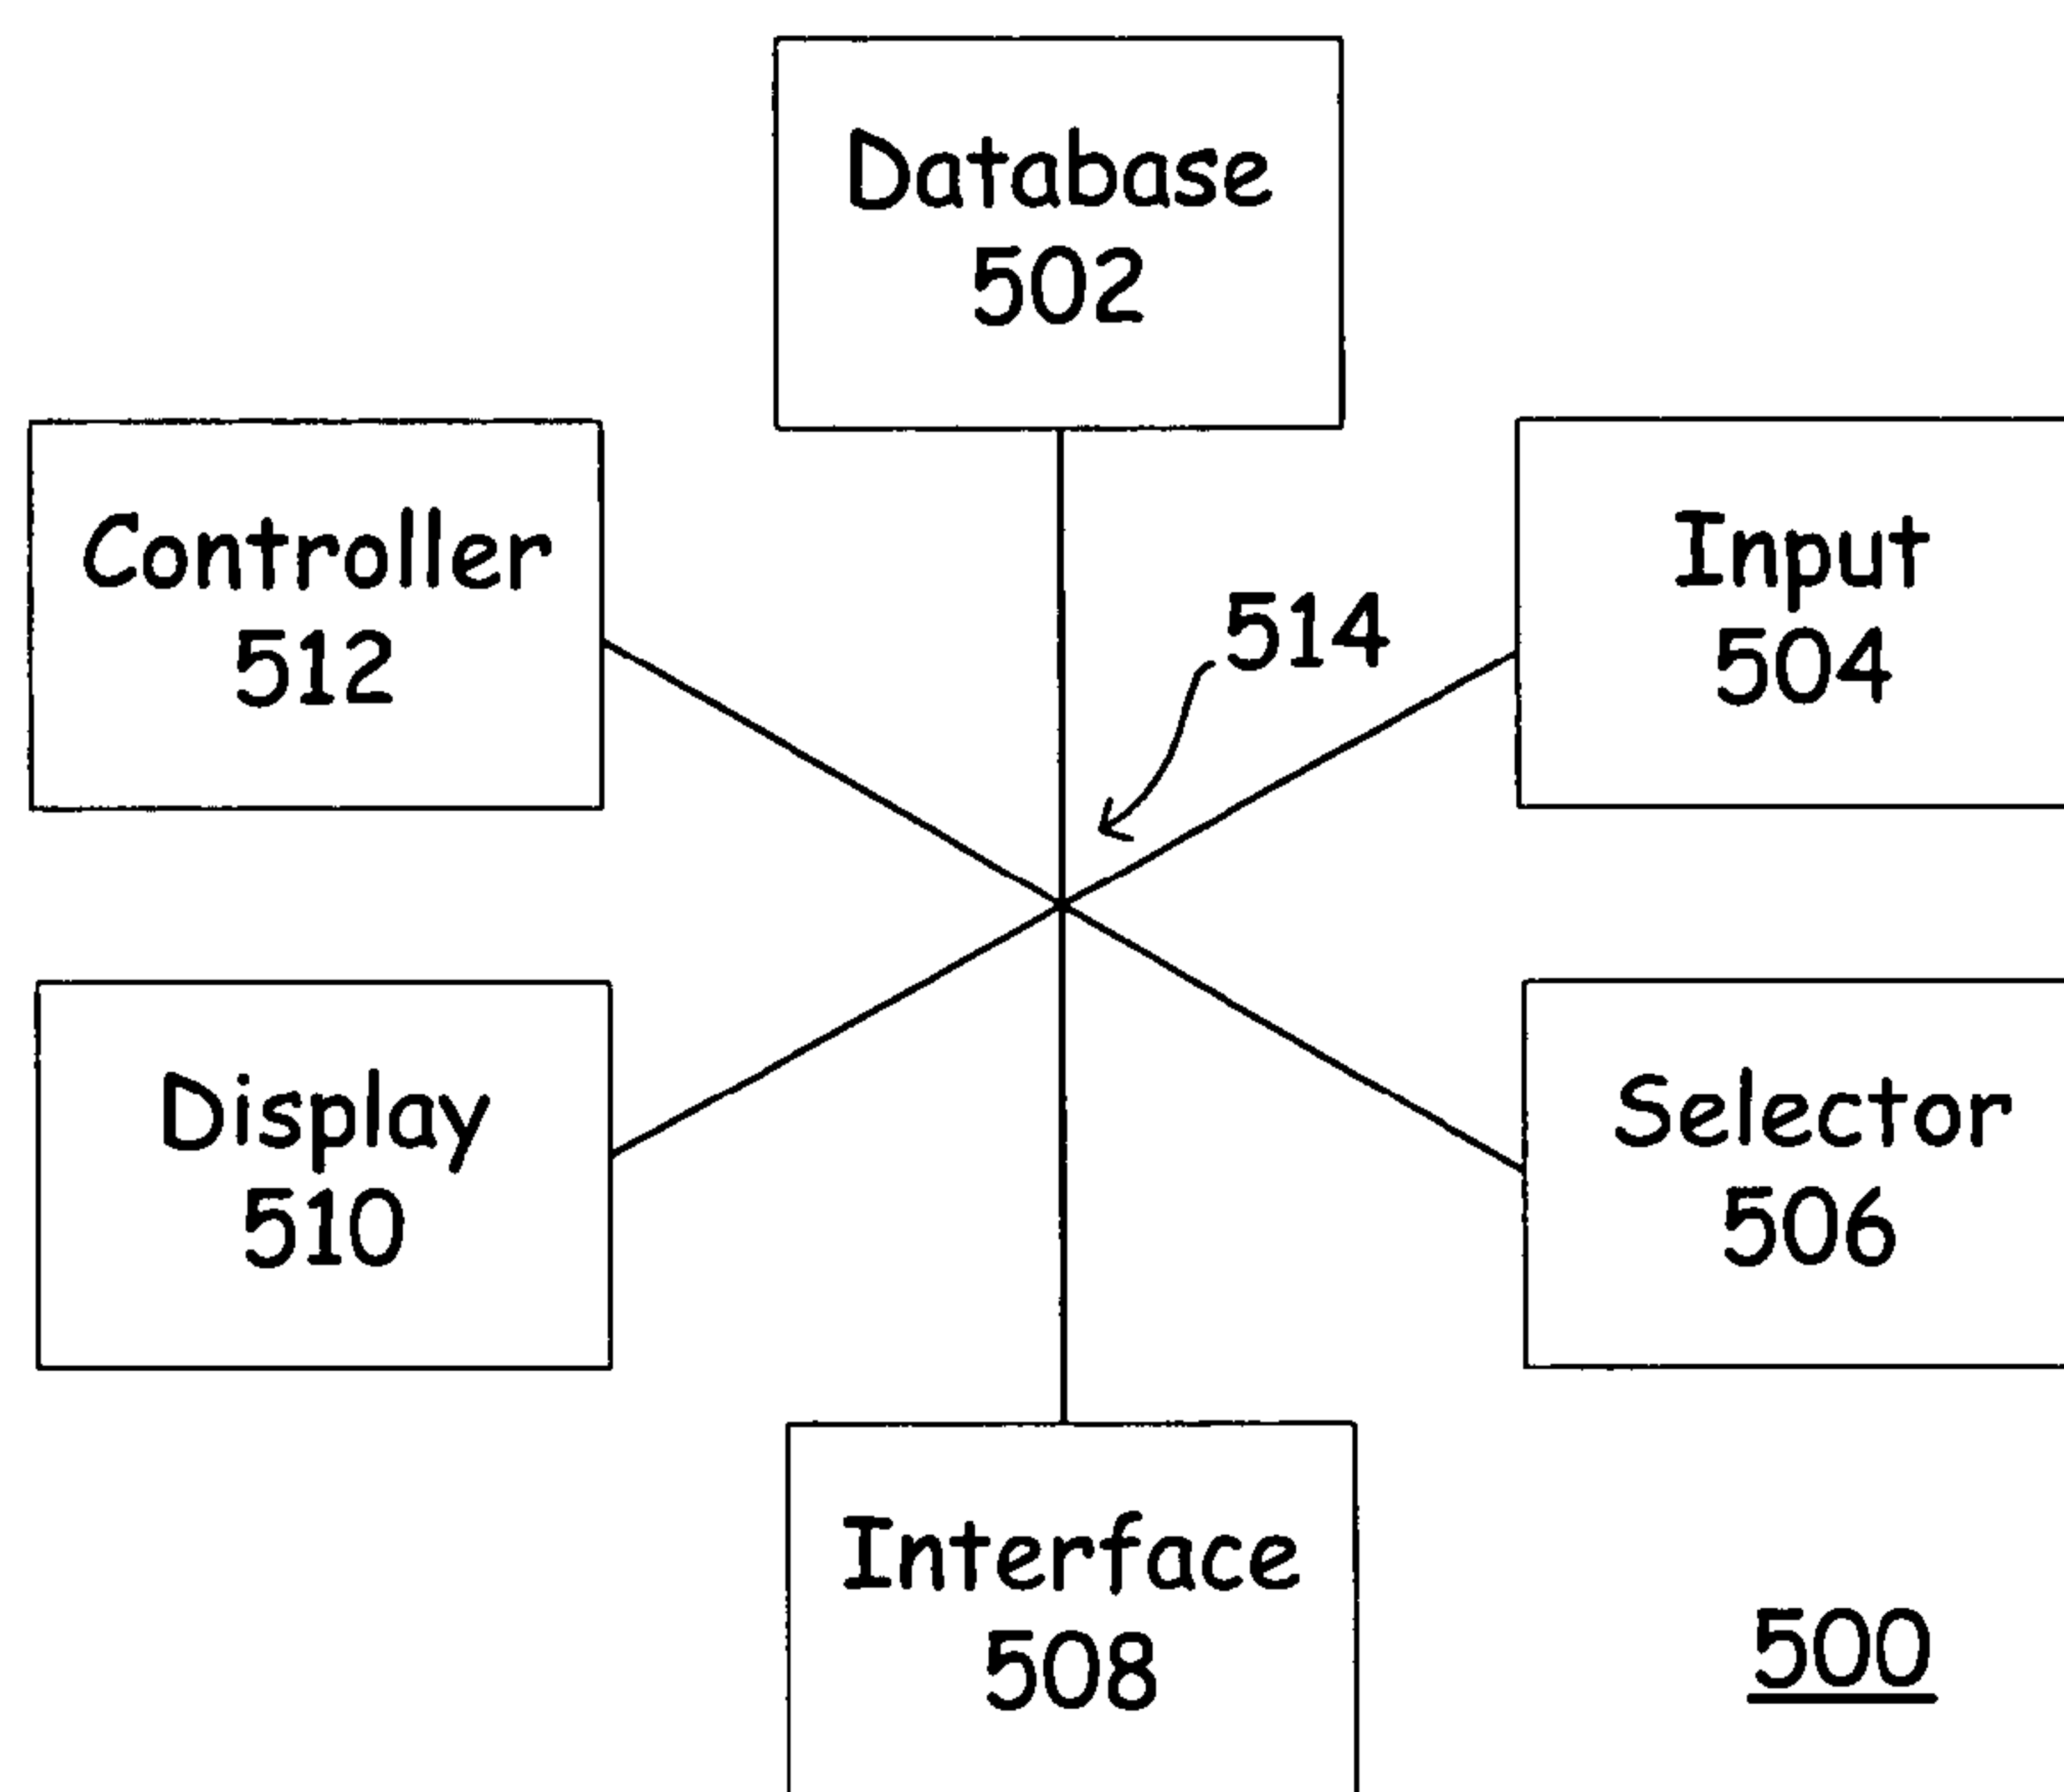 Database
502
Controller
512
514
Input
504
Display
510
Selector
506
Interface
508
500